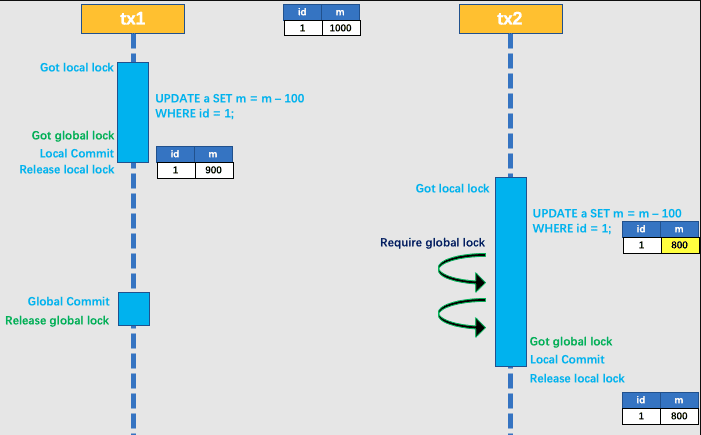 tx1
id m
1 1000
tx2
Got local lock
UPDATE a SET m = m – 100
WHERE id = 1;
Got global lock
Local Commit
Release local lock
id m
1 900
Got local lock
UPDATE a SET m = m – 100
WHERE id = 1;
id m
1 800
Require global lock
Global Commit
Release global lock
Got global lock
Local Commit
Release local lock
id m
1 800